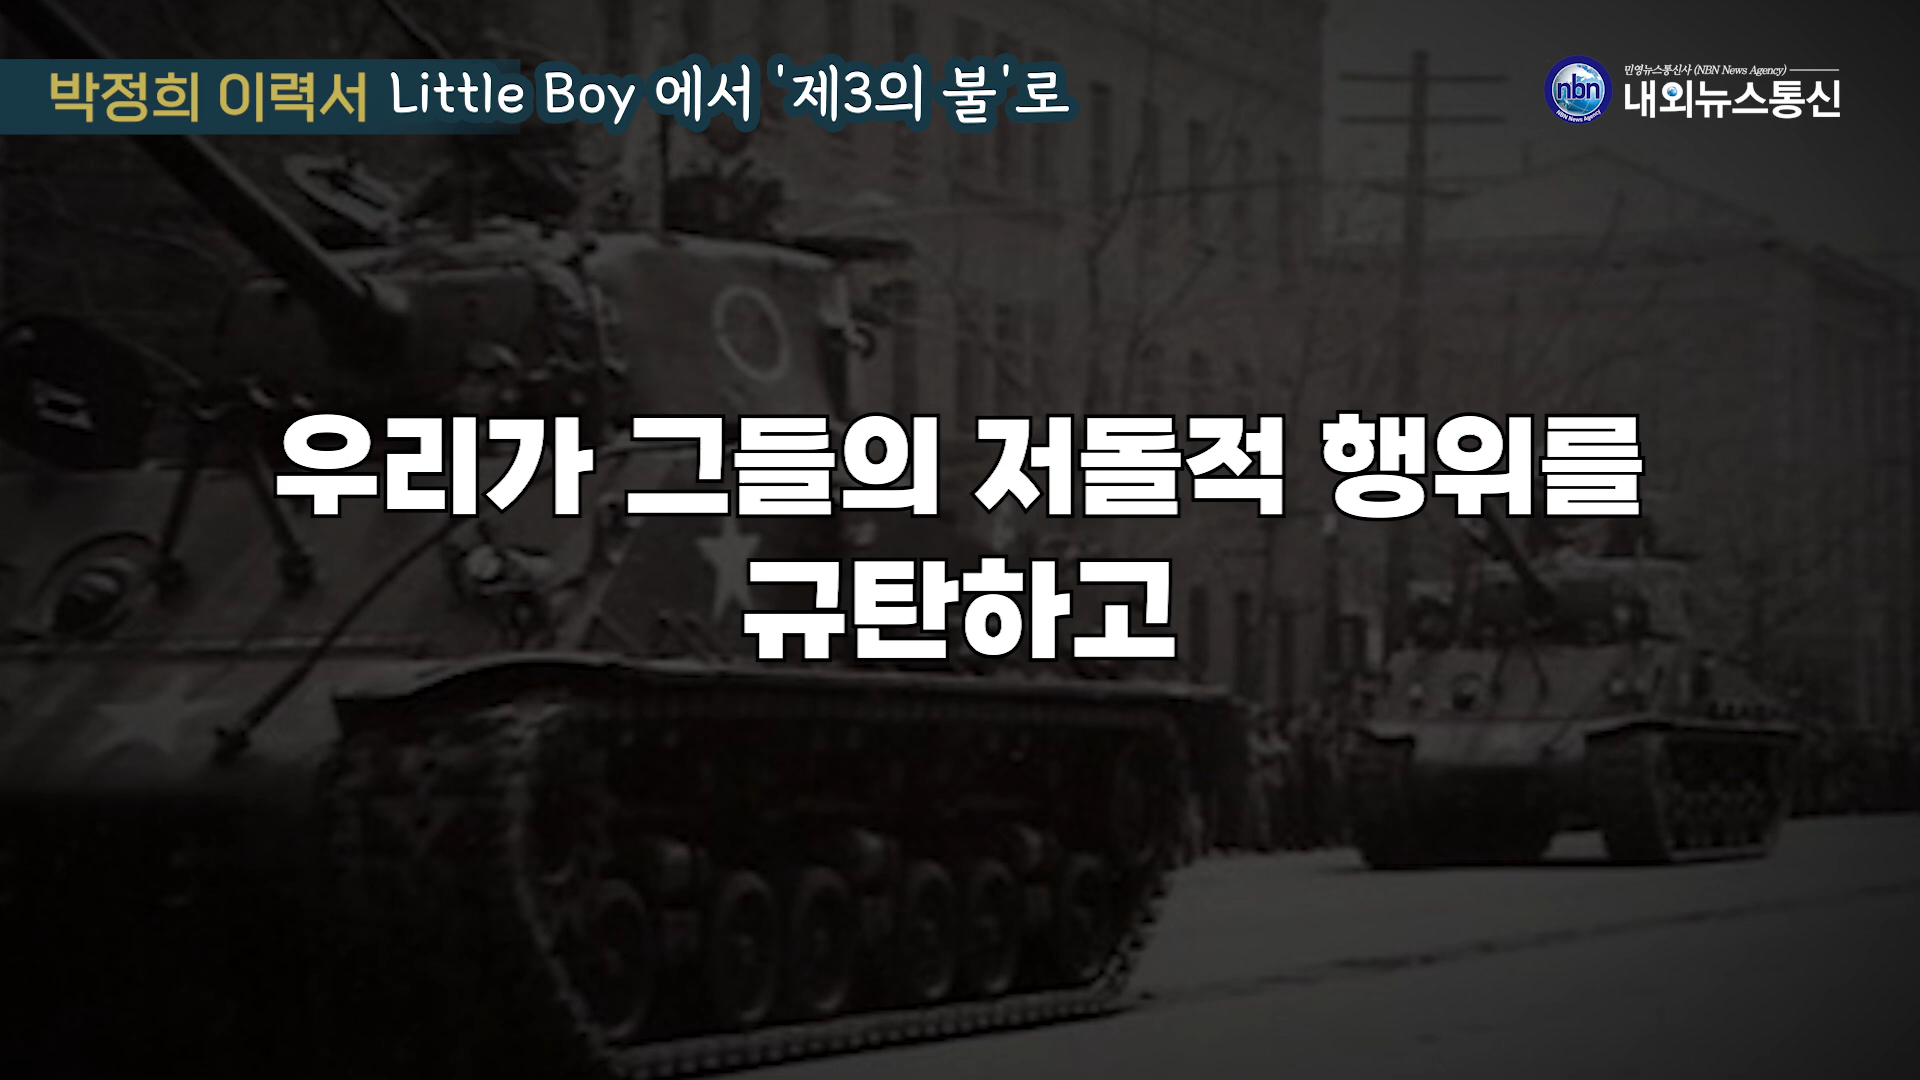 박정희 이력서 Little Boy 에서 '제3의 불'로
민영뉴스통신사 (NBN News Agency)
nbn
NBN News Agency
내외뉴스통신
우리가 그들의 저돌적 행위를
규탄하고